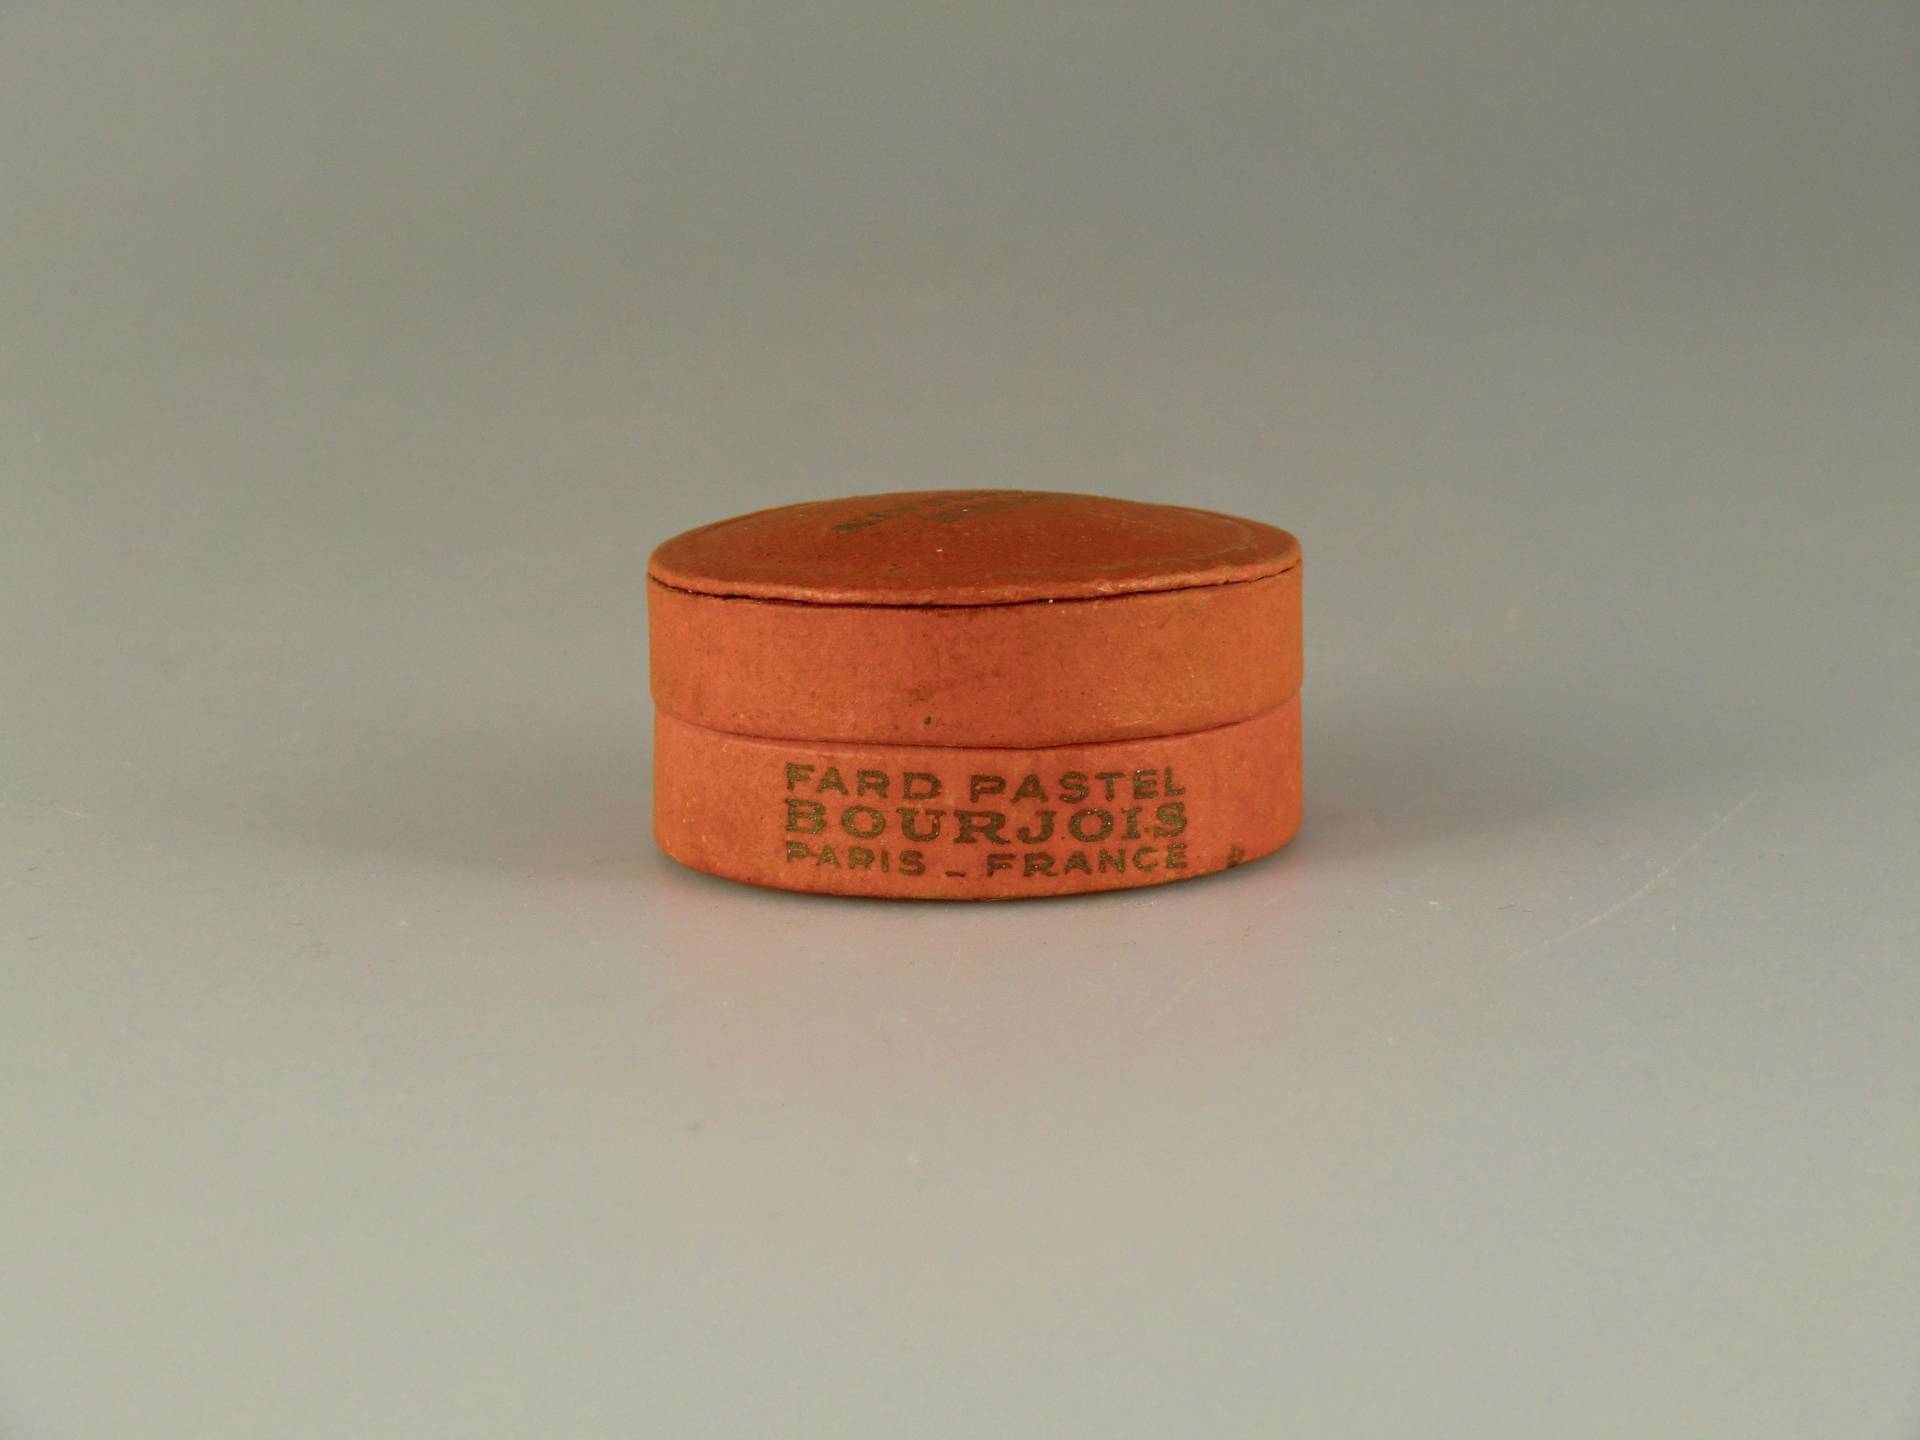 FARD PASTEL
BOURJOIS
PARIS _ FRANCE